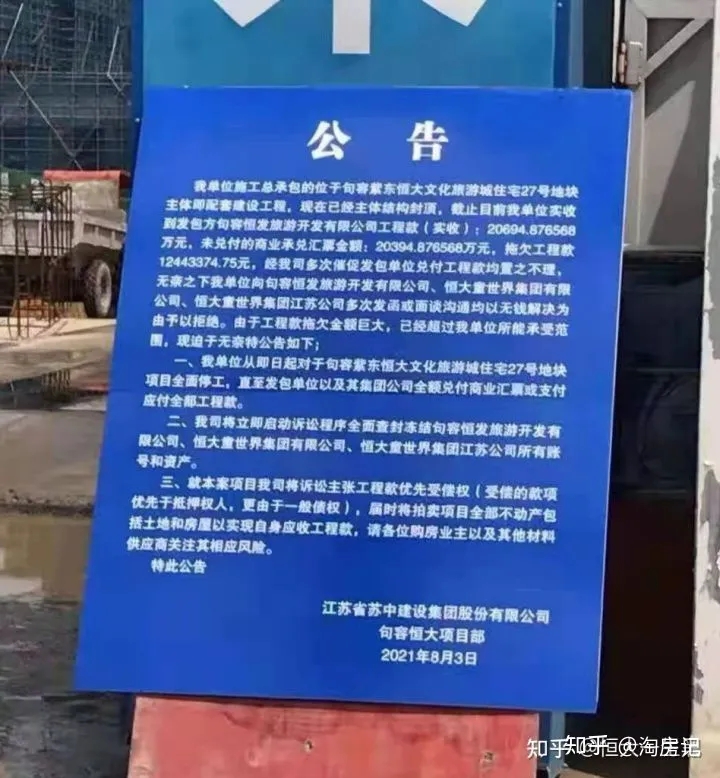 公告
我单位施工总承包的位于句容紫东恒大文化旅游城住宅27号地块
主体即配套建设工程，现在已经主体结构封顶，截止目前我单位实收
到发包方句容恒发旅游开发有限公司工程款（实收）：20694.876568
万元，未兑付的商业承兑汇票金额：20394.876568万元，拖欠工程款
12443374.75元，经我司多次催促发包单位兑付工程款均置之不理，
无奈之下我单位向句容恒发旅游开发有限公司、恒大童世界集团有限
公司、恒大童世界集团江苏公司多次发函或面谈沟通均以无钱解决为
由予以拒绝。由于工程款拖欠金额巨大，已经超过我单位所能承受范
围，现迫于无奈特公告如下；
一、我单位从即日起对于句容紫东恒大文化旅游城住宅27号地块
项目全面停工，直至发包单位以及其集团公司全额兑付商业汇票或支付
应付全部工程款。
二、我司将立即启动诉讼程序全面查封冻结句容恒发旅游开发有
限公司、恒大童世界集团有限公司、恒大童世界集团江苏公司所有账
号和资产。
三、就本案项目我司将诉讼主张工程款优先受偿权（受偿的款项
优先于抵押权人，更由于一般债权），届时将拍卖项目全部不动产包
括土地和房屋以实现自身应收工程款，请各位购房业主以及其他材料
供应商关注其相应风险。
特此公告
江苏省苏中建设集团股份有限公司
句容恒大项目部
2021年8月3日
知乎